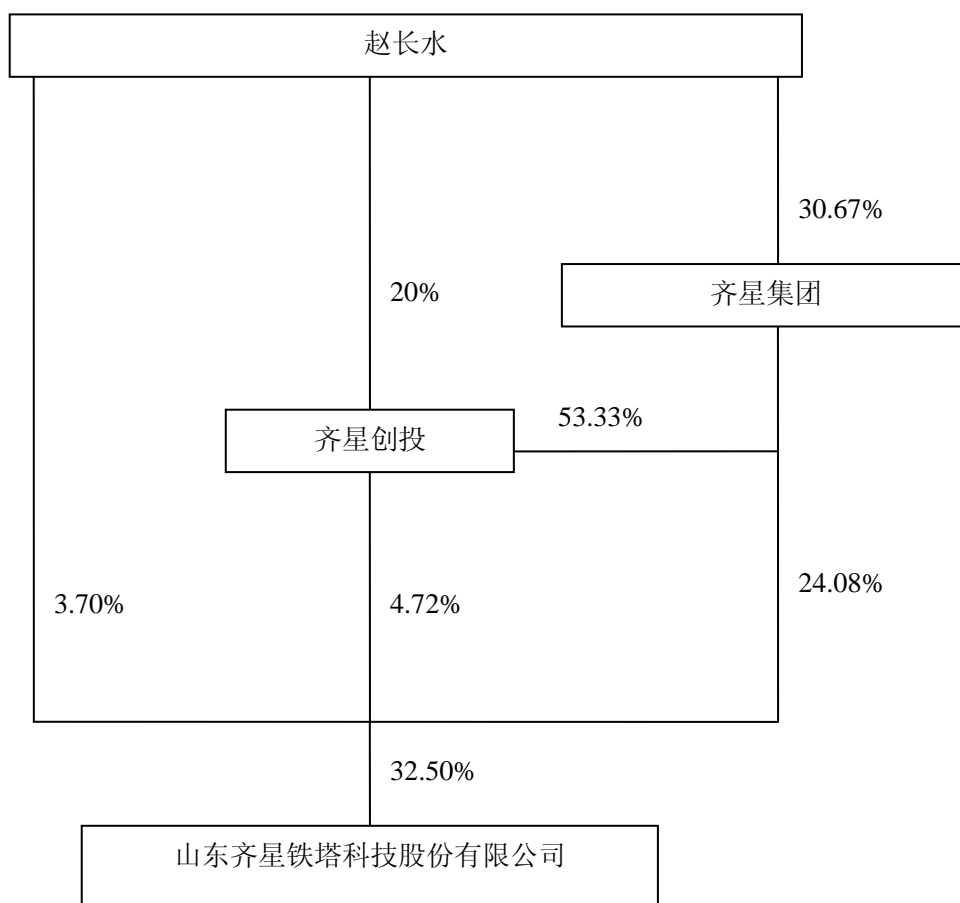 赵长水
30.67%
20%
齐星集团
53.33%
齐星创投
24.08%
3.70%
4.72%
32.50%
山东齐星铁塔科技股份有限公司